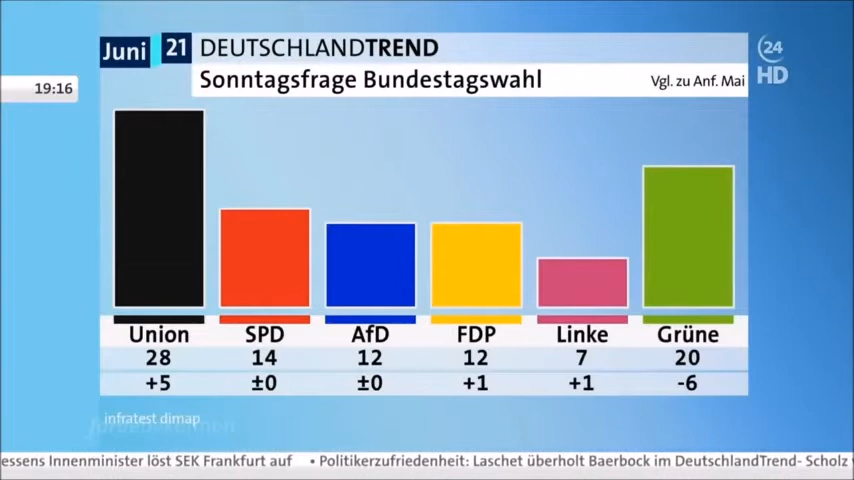 Juni 21 DEUTSCHLANDTREND
24
HD
Sonntagsfrage Bundestagswahl
Vgl. zu Anf. Mai
19:16
Union SPD AfD FDP Linke Grüne
28 14 12 12 7 20
+5 ±0 ±0 +1 +1 -6
infratest dimap
essens Innenminister löst SEK Frankfurt auf • Politikerzufriedenheit: Laschet überholt Baerbock im DeutschlandTrend- Scholz